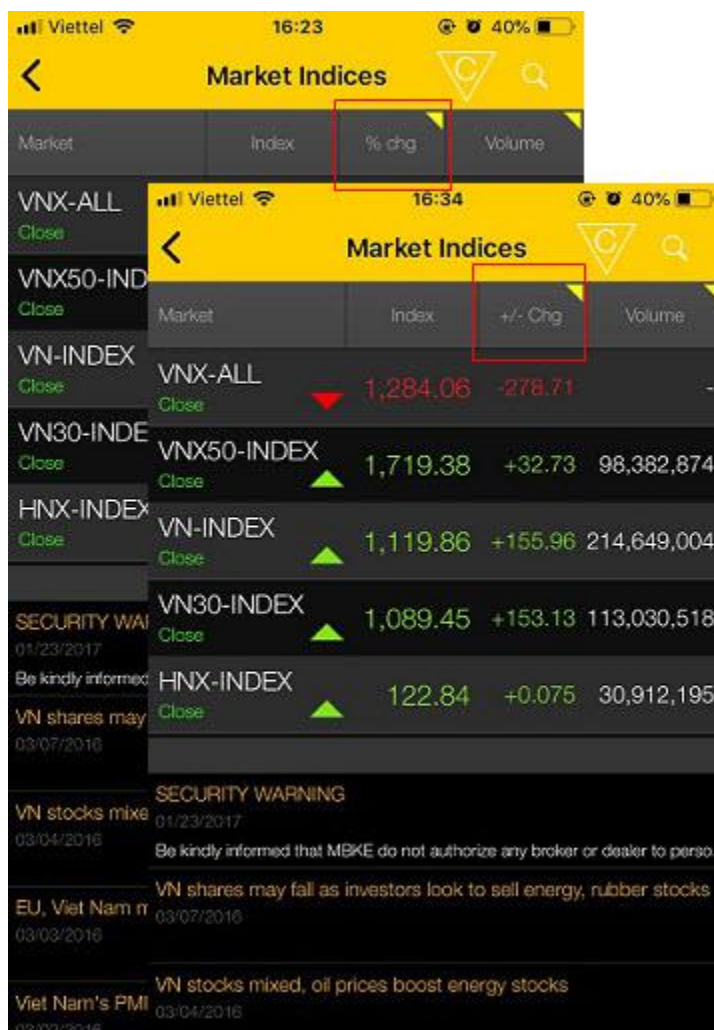 Viettel 16:23 40%
Market Indices C
Market Index % chg Volume
VNX-ALL
Close
VNX50-IND
Close
VN-INDEX
Close
VN30-INDE
Close
HNX-INDEX
Close
SECURITY WAR
01/23/2017
Be kindly informed
VN shares may
03/07/2016
VN stocks mixe
03/04/2016
EU, Viet Nam
03/03/2016
Viet Nam's PMI
Viettel 16:34 40%
Market Indices C
Market Index +/- Chg Volume
VNX-ALL 1,284.06 -278.71 -
Close
VNX50-INDEX 1,719.38 +32.73 98,382,874
Close
VN-INDEX 1,119.86 +155.96 214,649,004
Close
VN30-INDEX 1,089.45 +153.13 113,030,518
Close
HNX-INDEX 122.84 +0.075 30,912,195
Close
SECURITY WARNING
01/23/2017
Be kindly informed that MBKE do not authorize any broker or dealer to perso
VN shares may fall as investors look to sell energy, rubber stocks
03/07/2016
VN stocks mixed, oil prices boost energy stocks
03/04/2016